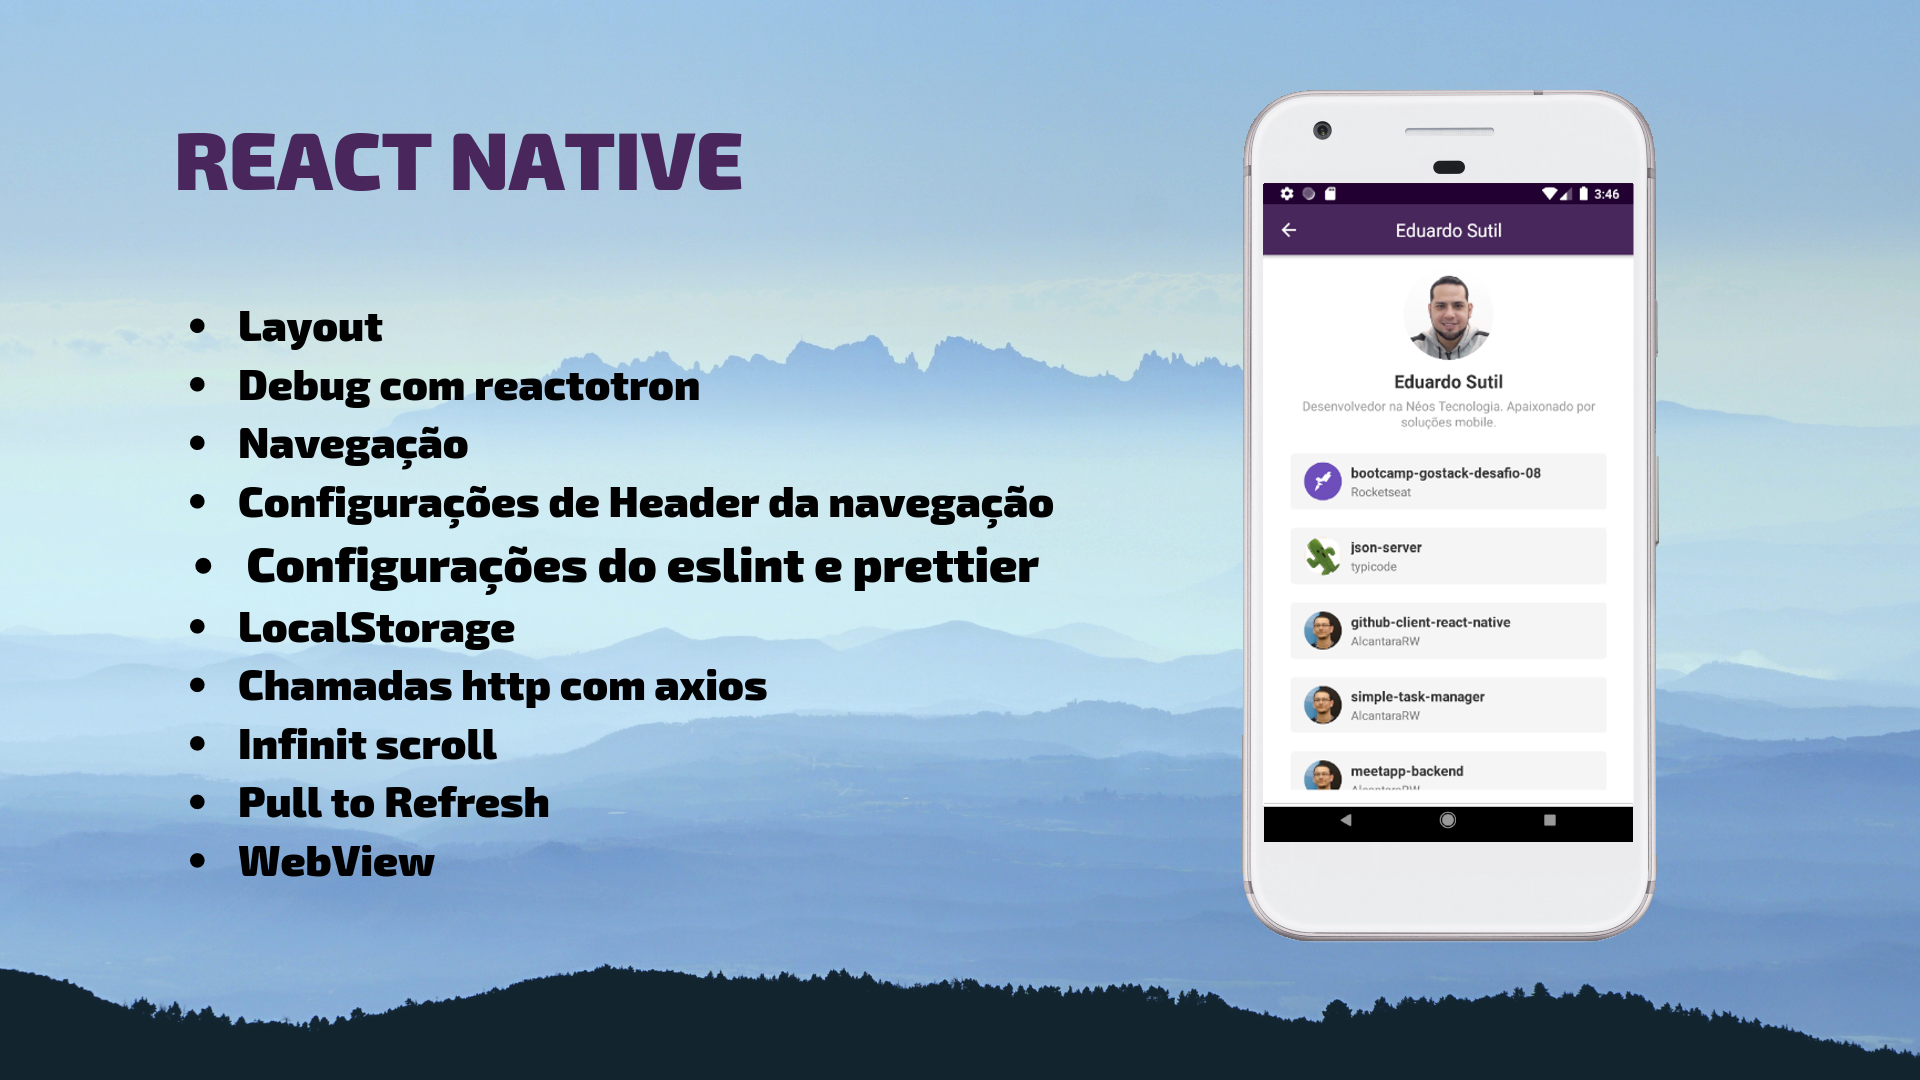 REACT NATIVE
• Layout
• Debug com reactotron
• Navegação
• Configurações de Header da navegação
• Configurações do eslint e prettier
• LocalStorage
• Chamadas http com axios
• Infinit scroll
• Pull to Refresh
• WebView
3:46
Eduardo Sutil
Eduardo Sutil
Desenvolvedor na Néos Tecnologia. Apaixonado por
soluções mobile.
bootcamp-gostack-desafio-08
Rocketseat
json-server
typicode
github-client-react-native
AlcantaraRW
simple-task-manager
AlcantaraRW
meetapp-backend
AlcantaraRW